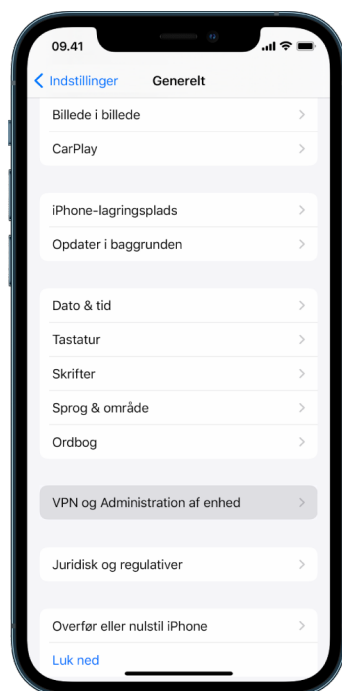 09.41
Indstillinger Generelt
Billede i billede
CarPlay
iPhone-lagringsplads
Opdater i baggrunden
Dato & tid
Tastatur
Skrifter
Sprog & område
Ordbog
VPN og Administration af enhed
Juridisk og regulativer
Overfør eller nulstil iPhone
Luk ned